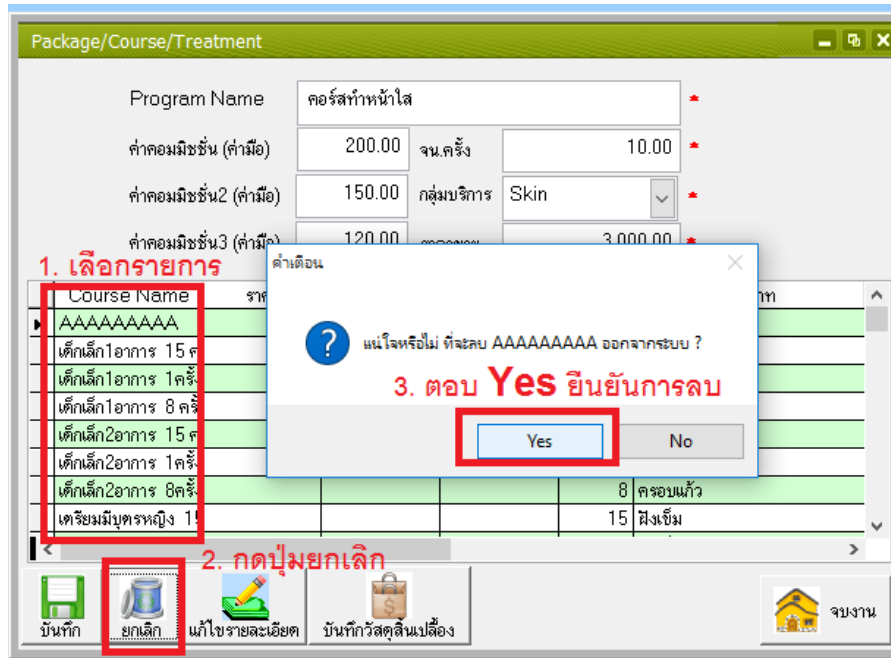 Package/Course/Treatment
Program Name คอร์สทำหน้าใส *
ค่าคอมมิชชั่น (ค่ามือ) 200.00 จน.ครั้ง 10.00 *
ค่าคอมมิชชั่น2 (ค่ามือ) 150.00 กลุ่มบริการ Skin *
ค่าคอมมิชชั่น3 (ค่ามือ) 120.00 3,000.00 *
1. เลือกรายการ
คำเตือน
Course Name
AAAAAAAAA
แน่ใจหรือไม่ ที่จะลบ AAAAAAAAA ออกจากระบบ ?
เด็กเล็ก1อาการ 15 ค
เด็กเล็ก1อาการ 1ครั้ง
3. ตอบ Yes ยืนยันการลบ
เด็กเล็ก1อาการ 8 ครั้
เด็กเล็ก2อาการ 15 ค
Yes No
เด็กเล็ก2อาการ 1ครั้ง
เด็กเล็ก2อาการ 8ครั้ง 8 ครอบแก้ว
เตรียมมีบุตรหญิง 15 15 ฝังเข็ม
2. กดปุ่มยกเลิก
บันทึก ยกเลิก แก้ไขรายละเอียด บันทึกวัสดุสิ้นเปลื้อง จบงาน